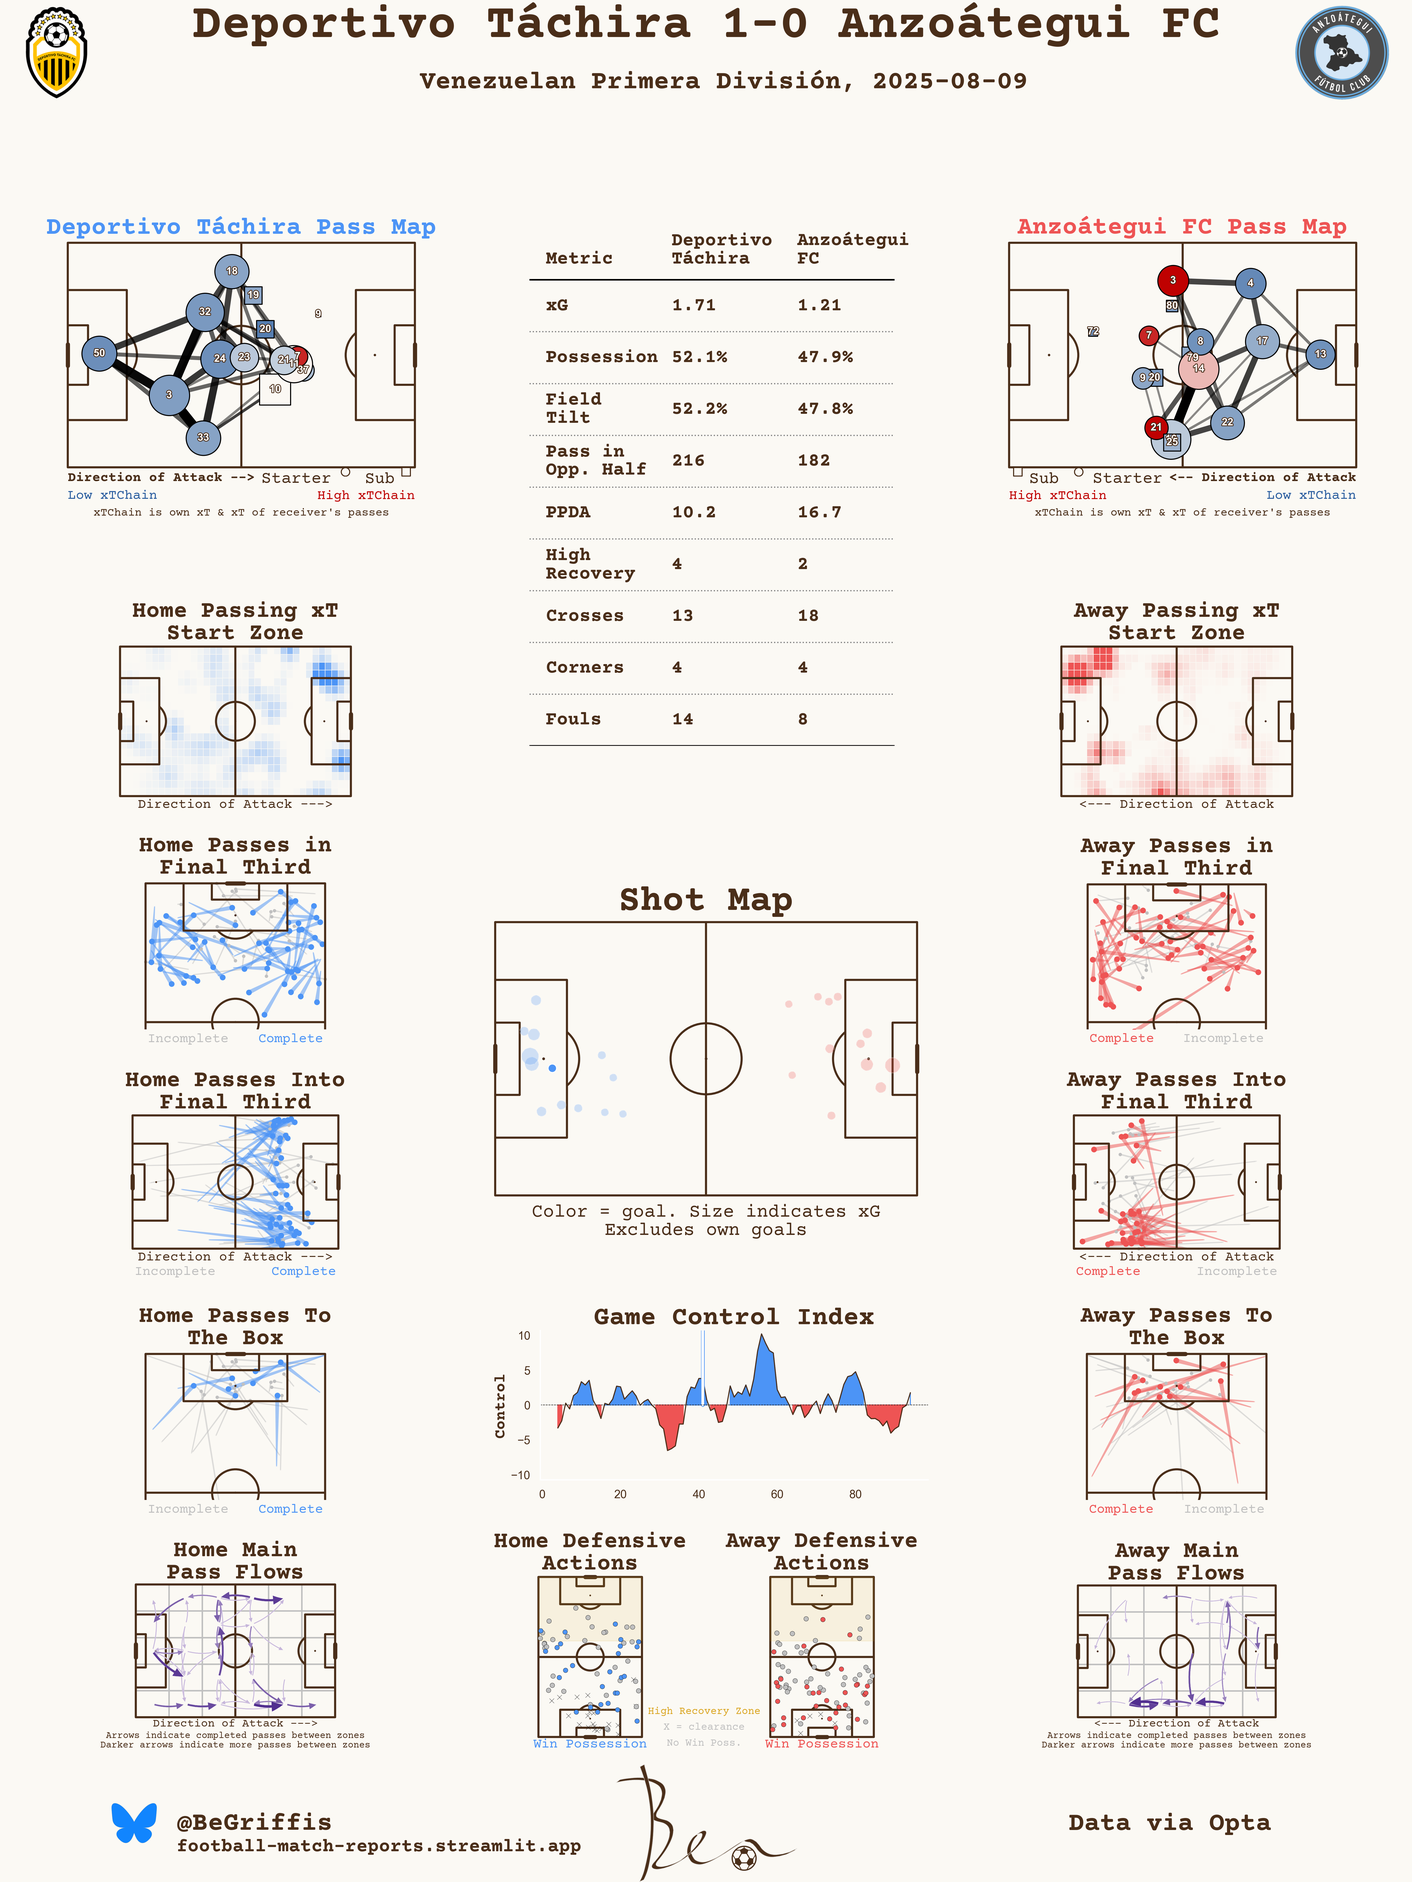 Deportivo Táchira 1-0 Anzoátegui FC
Venezuelan Primera División, 2025-08-09
ANZOÁTEGUI
FÚTBOL CLUB
Deportivo Táchira Pass Map
18
19
9
32
20
50
24
23
21
7
37
10
3
33
Direction of Attack --> Starter Sub
Low xTChain High xTChain
xTChain is own xT & xT of receiver's passes
Metric Deportivo Táchira Anzoátegui FC
xG 1.71 1.21
Possession 52.1% 47.9%
Field Tilt 52.2% 47.8%
Pass in Opp. Half 216 182
PPDA 10.2 16.7
High Recovery 4 2
Crosses 13 18
Corners 4 4
Fouls 14 8
Anzoátegui FC Pass Map
3
4
80
72
7
8
17
13
79
14
9
20
21
22
25
Sub Starter <-- Direction of Attack
High xTChain Low xTChain
xTChain is own xT & xT of receiver's passes
Home Passing xT
Start Zone
Direction of Attack --->
Away Passing xT
Start Zone
<--- Direction of Attack
Home Passes in
Final Third
Incomplete Complete
Away Passes in
Final Third
Complete Incomplete
Shot Map
Color = goal. Size indicates xG
Excludes own goals
Home Passes Into
Final Third
Direction of Attack --->
Incomplete Complete
Away Passes Into
Final Third
<--- Direction of Attack
Complete Incomplete
Home Passes To
The Box
Incomplete Complete
Game Control Index
Control
10
5
0
−5
−10
0 20 40 60 80
Away Passes To
The Box
Complete Incomplete
Home Main
Pass Flows
Direction of Attack --->
Arrows indicate completed passes between zones
Darker arrows indicate more passes between zones
Home Defensive
Actions
Win Possession
Away Defensive
Actions
Win Possession
High Recovery Zone
X = clearance
No Win Poss.
Away Main
Pass Flows
<--- Direction of Attack
Arrows indicate completed passes between zones
Darker arrows indicate more passes between zones
@BeGriffis
football-match-reports.streamlit.app
Ben
Data via Opta